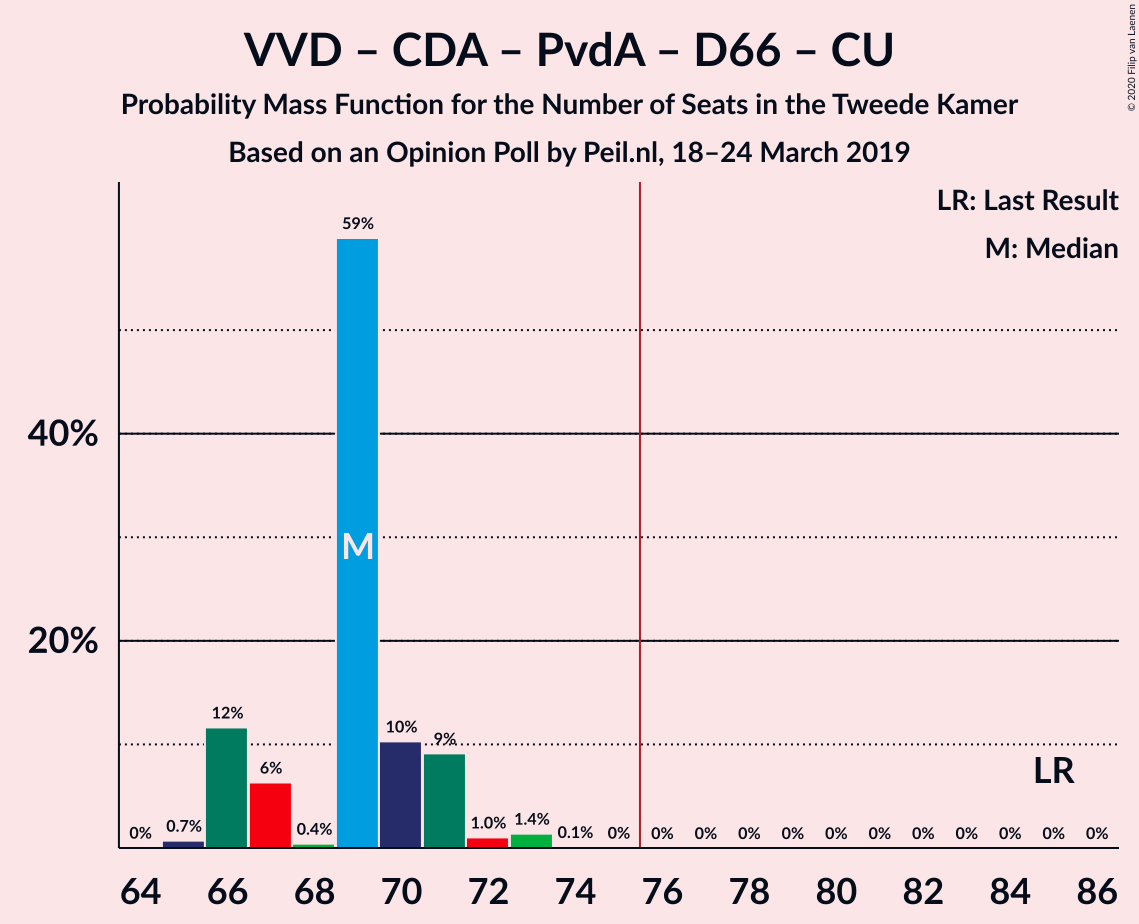 VVD – CDA – PvdA – D66 – CU
Probability Mass Function for the Number of Seats in the Tweede Kamer
Based on an Opinion Poll by Peil.nl, 18–24 March 2019
© 2020 Filip van Laenen
LR: Last Result
M: Median
40%
20%
0% 0.7% 12% 6% 0.4% 59% 10% 9% 1.0% 1.4% 0.1% 0% 0% 0% 0% 0% 0% 0% 0% 0% 0% 0% 0%
M
LR
64 66 68 70 72 74 76 78 80 82 84 86